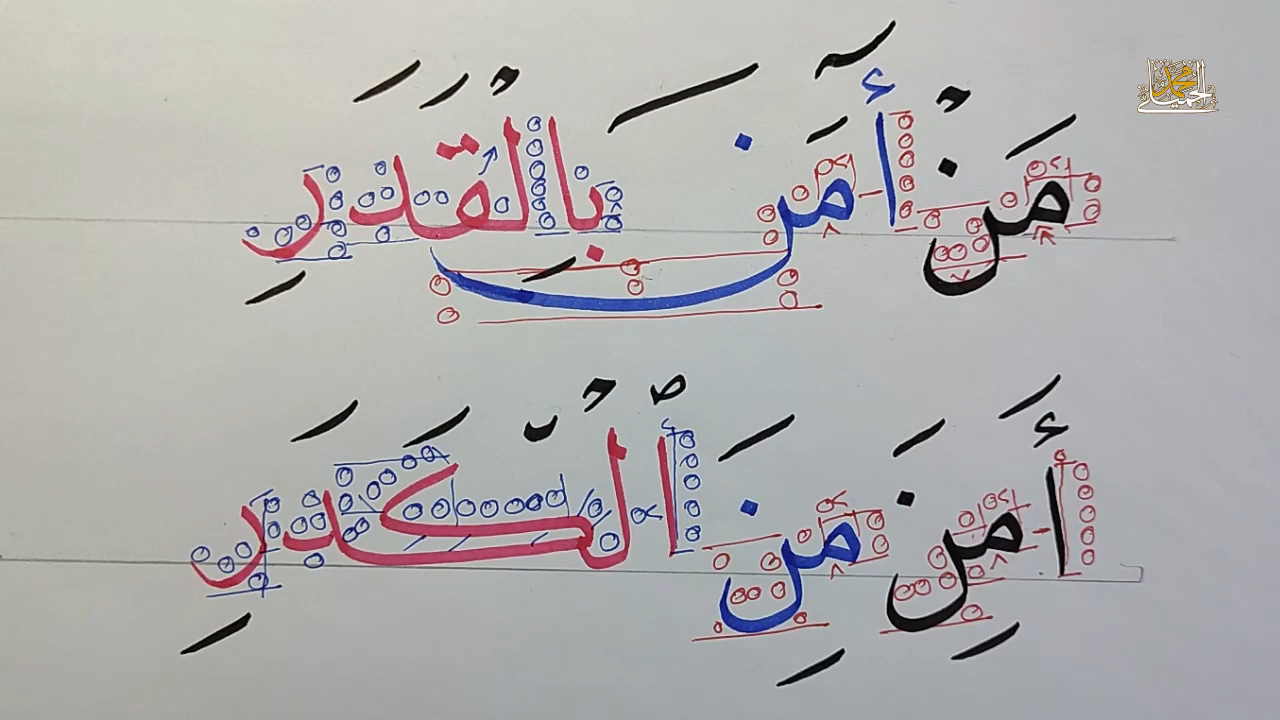 مَنْ آمَنَ بِالْقَدَرِ
أَمِنَ مِنَ الْكَدَرِ